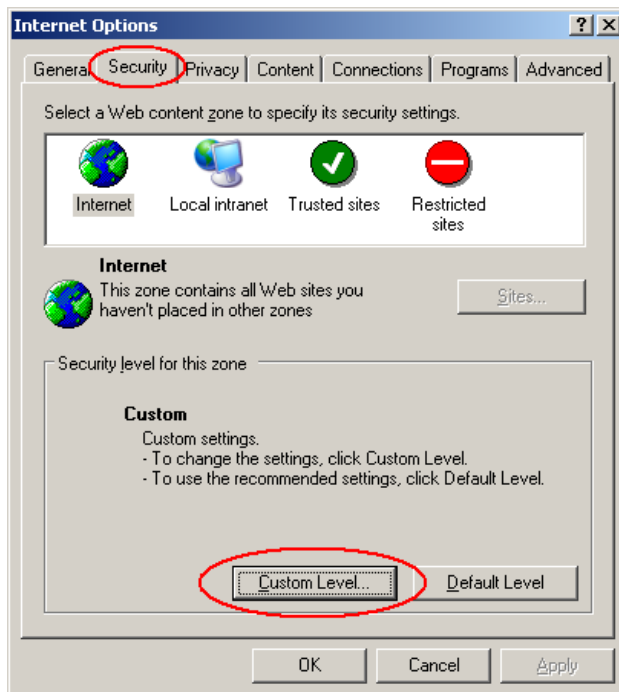 Internet Options
General Security Privacy Content Connections Programs Advanced
Select a Web content zone to specify its security settings.
Internet Local intranet Trusted sites Restricted
sites
Internet
This zone contains all Web sites you
haven't placed in other zones
Sites...
Security level for this zone
Custom
Custom settings.
- To change the settings, click Custom Level.
- To use the recommended settings, click Default Level.
Custom Level... Default Level
OK Cancel Apply